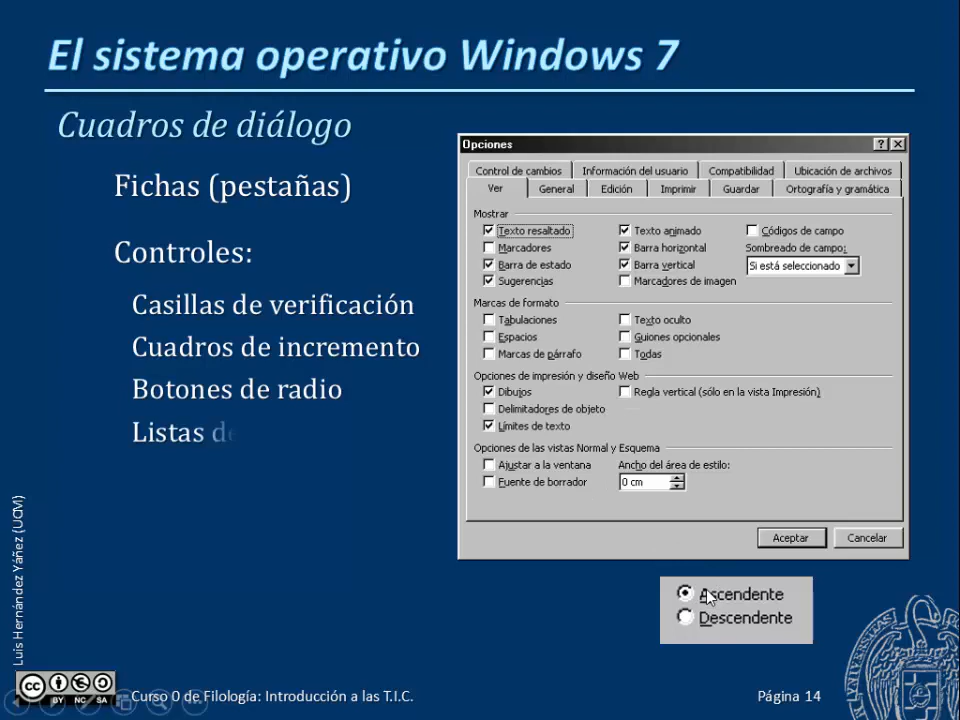 El sistema operativo Windows 7
Cuadros de diálogo
Fichas (pestañas)
Controles:
Casillas de verificación
Cuadros de incremento
Botones de radio
Listas de
Opciones
Control de cambios
Información del usuario
Compatibilidad
Ubicación de archivos
Ver
General
Edición
Imprimir
Guardar
Ortografía y gramática
Mostrar
Texto resaltado
Texto animado
Códigos de campo
Marcadores
Barra horizontal
Sombreado de campo:
Barra de estado
Barra vertical
Si está seleccionado
Sugerencias
Marcadores de imagen
Marcas de formato
Tabulaciones
Texto oculto
Espacios
Guiones opcionales
Marcas de párrafo
Todas
Opciones de impresión y diseño Web
Dibujos
Regla vertical (sólo en la vista Impresión)
Delimitadores de objeto
Límites de texto
Opciones de las vistas Normal y Esquema
Ajustar a la ventana
Ancho del área de estilo:
Fuente de borrador
0 cm
Aceptar
Cancelar
Ascendente
Descendente
Luis Hernández Yáñez (UCM)
cc
BY NC SA
Curso 0 de Filología: Introducción a las T.I.C.
Página 14